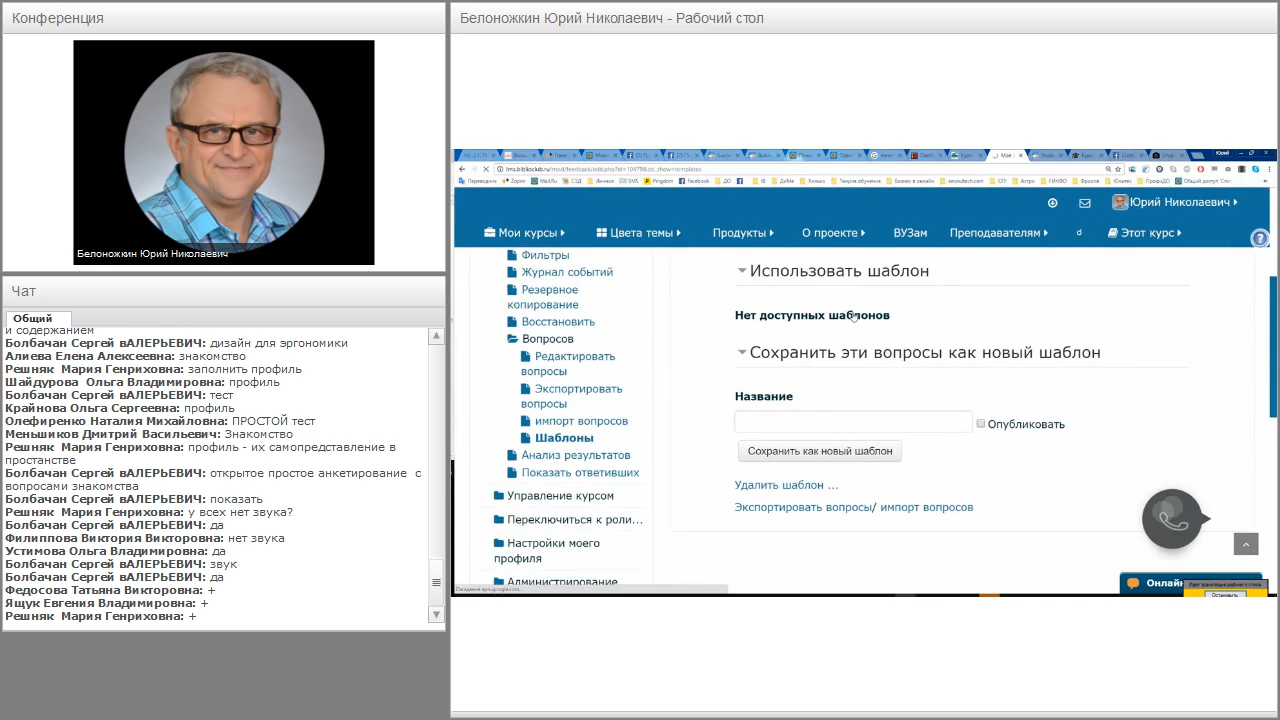 Конференция
Белоножкин Юрий Николаевич
Чат
Общий
и содержанием
Болбачан Сергей вАЛЕРЬЕВИЧ: дизайн для эргономики
Алиева Елена Алексеевна: знакомство
Решняк Мария Генриховна: заполнить профиль
Шайдурова Ольга Владимировна: профиль
Болбачан Сергей вАЛЕРЬЕВИЧ: тест
Крайнова Ольга Сергеевна: профиль
Олефиренко Наталия Михайловна: ПРОСТОЙ тест
Меньшиков Дмитрий Васильевич: Знакомство
Решняк Мария Генриховна: профиль - их самопредставление в
простанстве
Болбачан Сергей вАЛЕРЬЕВИЧ: открытое простое анкетирование с
вопросами знакомства
Болбачан Сергей вАЛЕРЬЕВИЧ: показать
Решняк Мария Генриховна: у всех нет звука?
Болбачан Сергей вАЛЕРЬЕВИЧ: да
Филиппова Виктория Викторовна: нет звука
Устимова Ольга Владимировна: да
Болбачан Сергей вАЛЕРЬЕВИЧ: звук
Болбачан Сергей вАЛЕРЬЕВИЧ: да
Федосова Татьяна Викторовна: +
Ящук Евгения Владимировна: +
Решняк Мария Генриховна: +
Белоножкин Юрий Николаевич - Рабочий стол
Юрий Николаевич
Мои курсы
Цвета темы
Продукты
О проекте
ВУЗам
Преподавателям
Этот курс
Фильтры
Журнал событий
Резервное
копирование
Восстановить
Вопросов
Редактировать
вопросы
Экспортировать
вопросы
импорт вопросов
Шаблоны
Анализ результатов
Показать ответивших
Управление курсом
Переключиться к роли...
Настройки моего
профиля
Администрирование
Использовать шаблон
Нет доступных шаблонов
Сохранить эти вопросы как новый шаблон
Название
Опубликовать
Сохранить как новый шаблон
Удалить шаблон ...
Экспортировать вопросы/ импорт вопросов